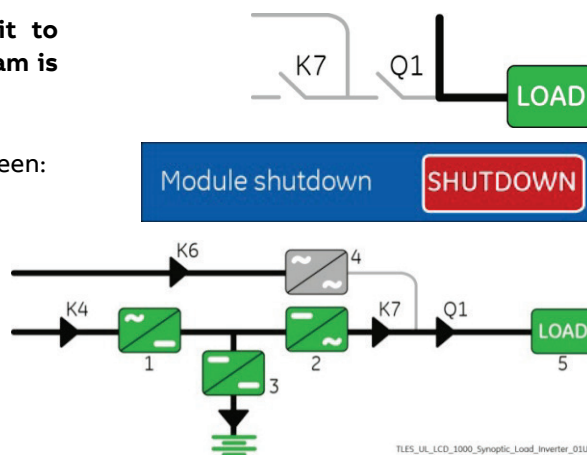 it to
am is
K7 Q1
LOAD
een:
Module shutdown SHUTDOWN
K6
4
K4 K7 Q1
LOAD
1 2 5
3
TLES_UL_LCD_1000_Synoptic_Load_Inverter_01U